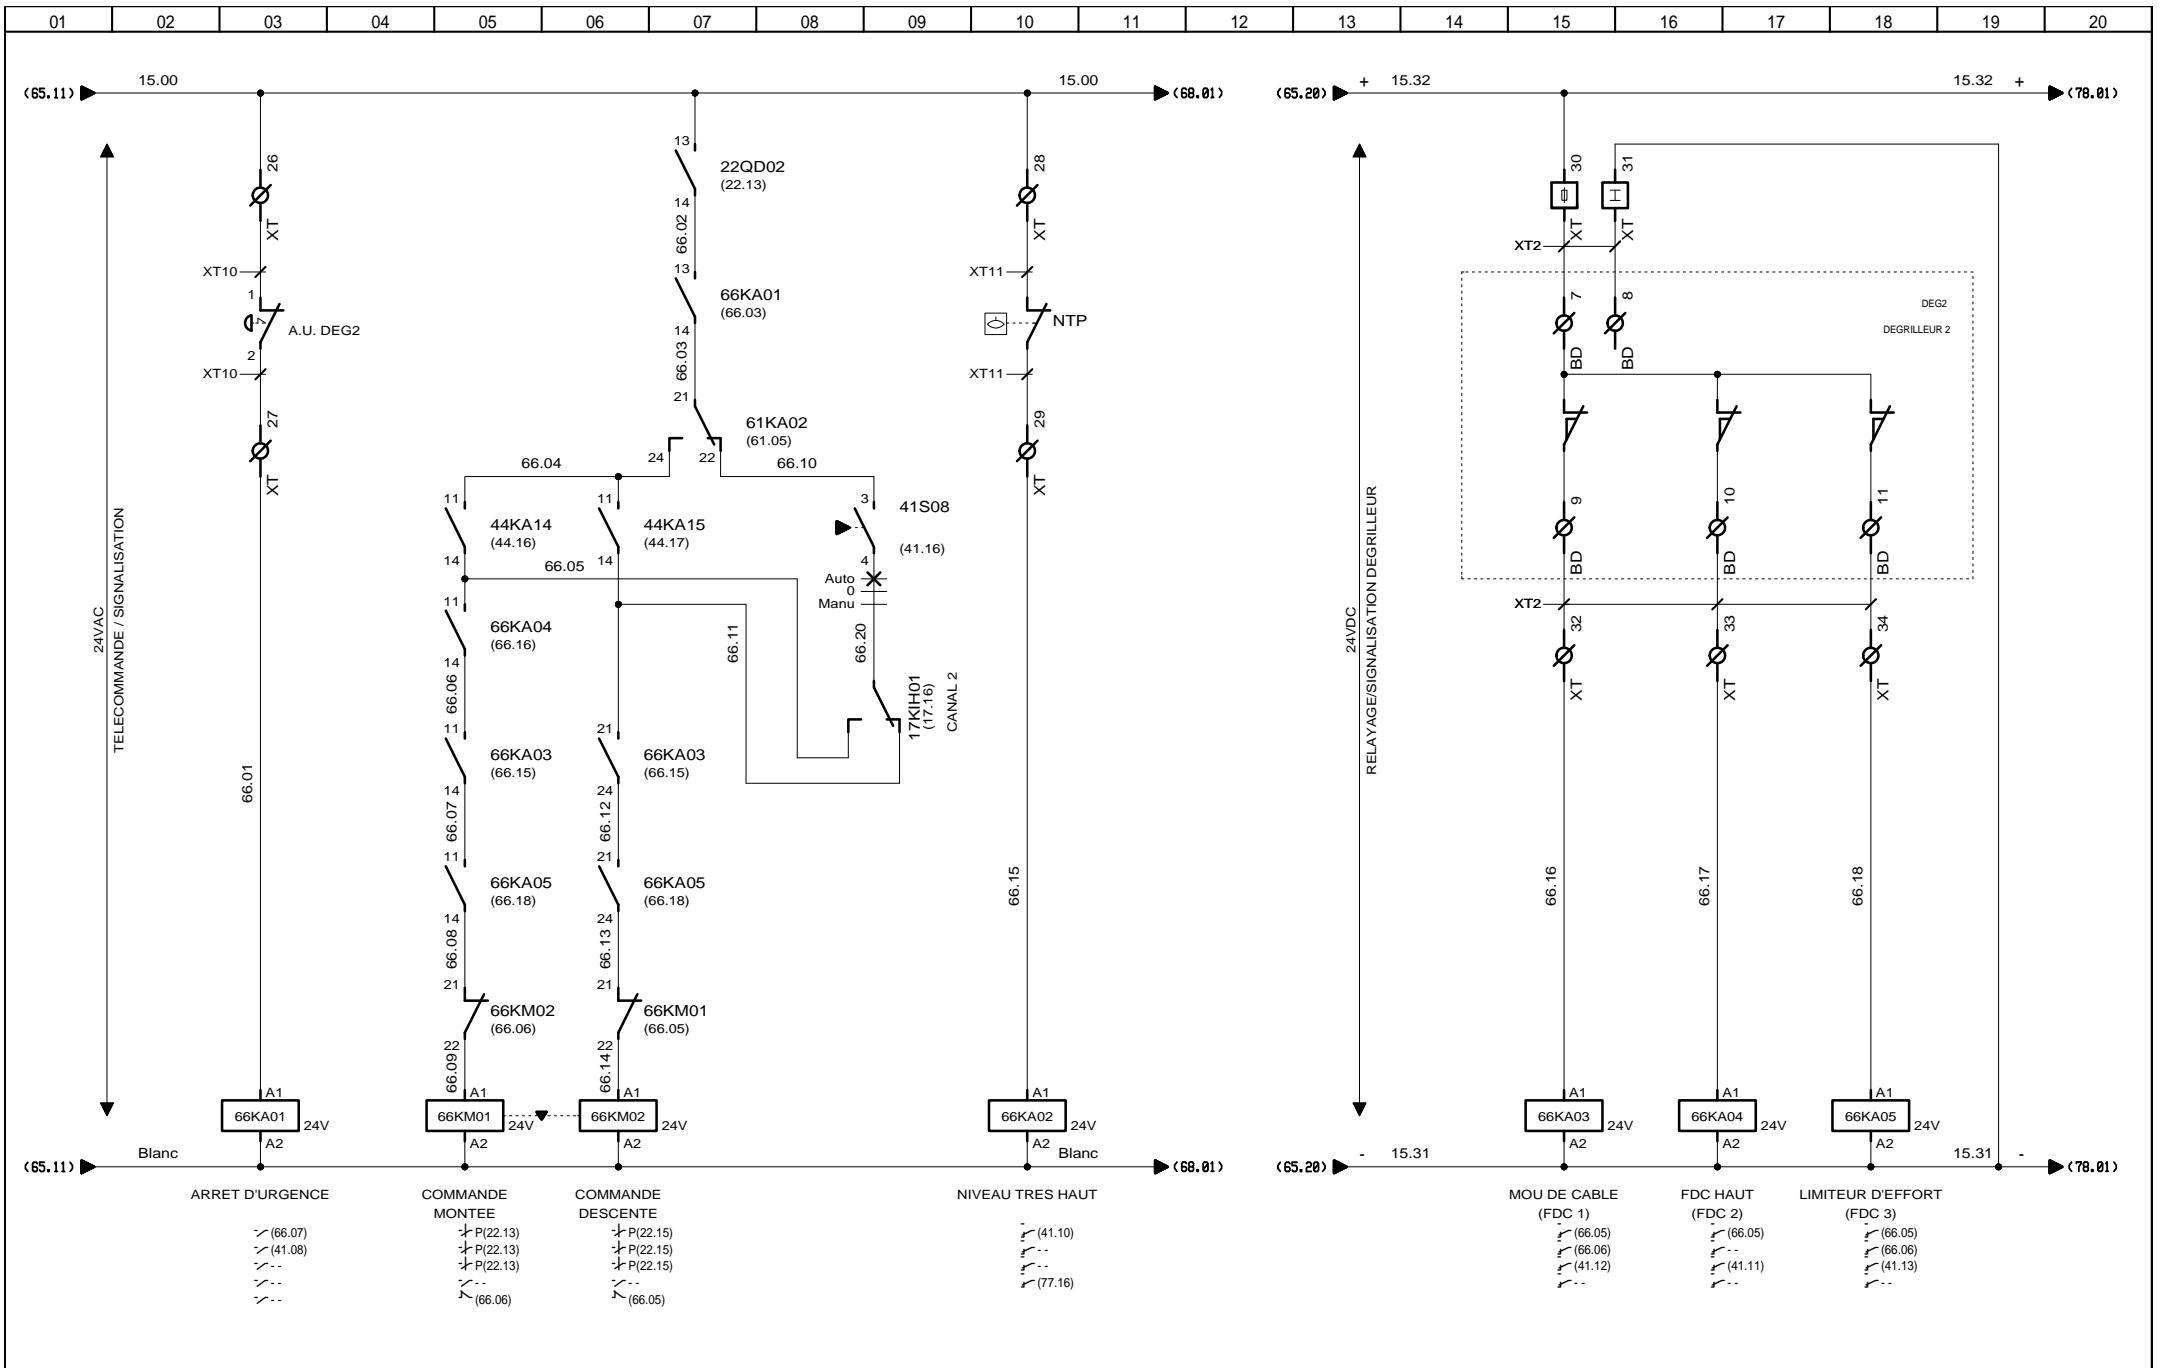 01 02 03 04 05 06 07 08 09 10 11 12 13 14 15 16 17 18 19 20
(65.11) 15.00 15.00 (68.01)
(65.20) + 15.32 15.32 + (78.01)
24VAC
TELECOMMANDE / SIGNALISATION
26
XT
XT10
1
A.U. DEG2
2
XT10
27
XT
66.01
A1
66KA01
24V
A2
13
22QD02
(22.13)
14
66.02
13
66KA01
(66.03)
14
66.03
21
61KA02
(61.05)
24 22
66.04 66.10
11
44KA14
(44.16)
14
66.05
11
66KA04
(66.16)
14
66.06
11
66KA03
(66.15)
14
66.07
11
66KA05
(66.18)
14
66.08
21
66KM02
(66.06)
22
66.09
A1
66KM01
24V
A2
11
44KA15
(44.17)
14
66.11
21
66KA03
(66.15)
24
66.12
21
66KA05
(66.18)
24
66.13
21
66KM01
(66.05)
22
66.14
A1
66KM02
24V
A2
3
41S08
(41.16)
4
Auto
0
Manu
66.20
17KIH01
(17.16)
CANAL 2
28
XT
XT11
NTP
XT11
29
XT
66.15
A1
66KA02
24V
A2
24VDC
RELAYAGE/SIGNALISATION DEGRILLEUR
30 31
XT XT
XT2
7 8
BD BD
DEG2
DEGRILLEUR 2
9 10 11
BD BD BD
XT2
32 33 34
XT XT XT
66.16 66.17 66.18
A1 A1 A1
66KA03 24V 66KA04 24V 66KA05 24V
A2 A2 A2
(65.11) Blanc Blanc (68.01)
(65.20) - 15.31 15.31 - (78.01)
ARRET D'URGENCE
(66.07)
(41.08)
- -
- -
- -
COMMANDE
MONTEE
P(22.13)
P(22.13)
P(22.13)
- -
(66.06)
COMMANDE
DESCENTE
P(22.15)
P(22.15)
P(22.15)
- -
(66.05)
NIVEAU TRES HAUT
(41.10)
- -
- -
(77.16)
MOU DE CABLE
(FDC 1)
(66.05)
(66.06)
(41.12)
- -
FDC HAUT
(FDC 2)
(66.05)
- -
(41.11)
- -
LIMITEUR D'EFFORT
(FDC 3)
(66.05)
(66.06)
(41.13)
- -